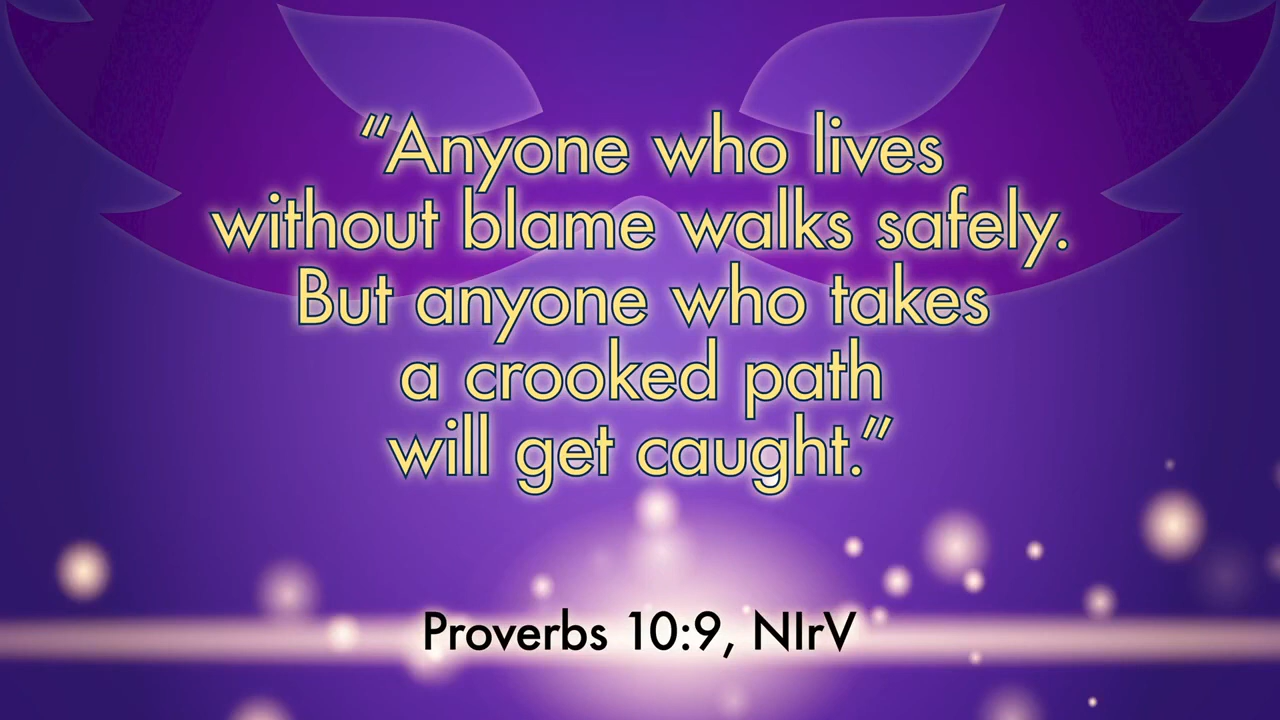 “Anyone who lives
without blame walks safely.
But anyone who takes
a crooked path
will get caught.”
Proverbs 10:9, NIrV